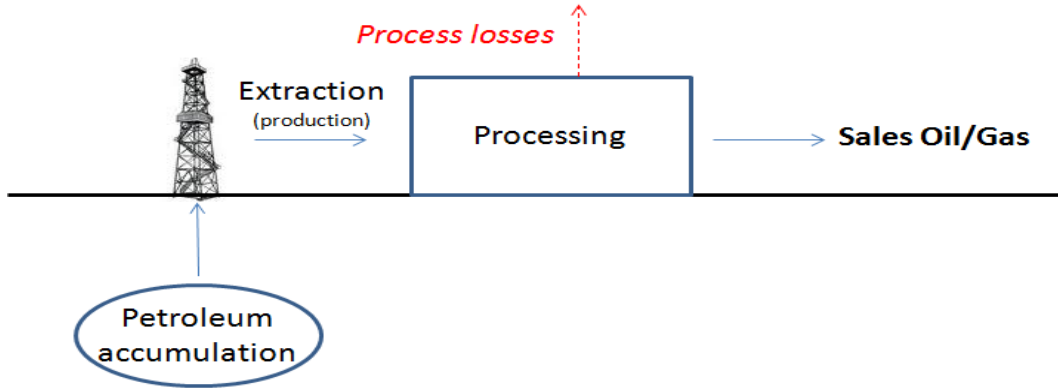 Process losses
Extraction
(production)
Processing
Sales Oil/Gas
Petroleum
accumulation